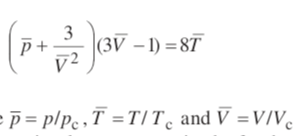 (p̅ + 3/V̅²)(3V̅ – 1) = 8T̅
p̅ = p/p_c, T̅ = T/T_c and V̅ = V/V_c